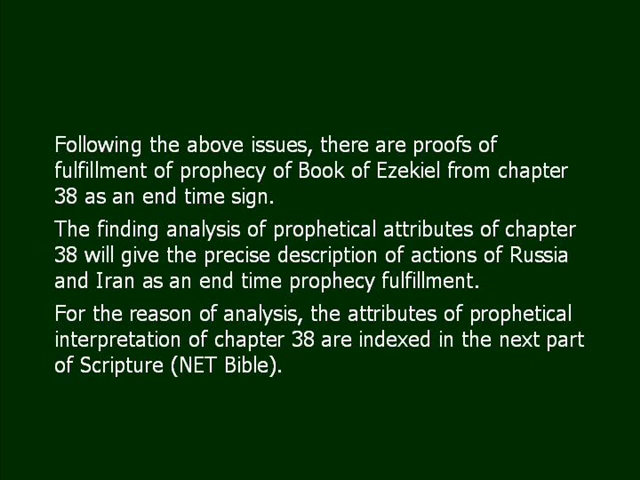 Following the above issues, there are proofs of
fulfillment of prophecy of Book of Ezekiel from chapter
38 as an end time sign.
The finding analysis of prophetical attributes of chapter
38 will give the precise description of actions of Russia
and Iran as an end time prophecy fulfillment.
For the reason of analysis, the attributes of prophetical
interpretation of chapter 38 are indexed in the next part
of Scripture (NET Bible).